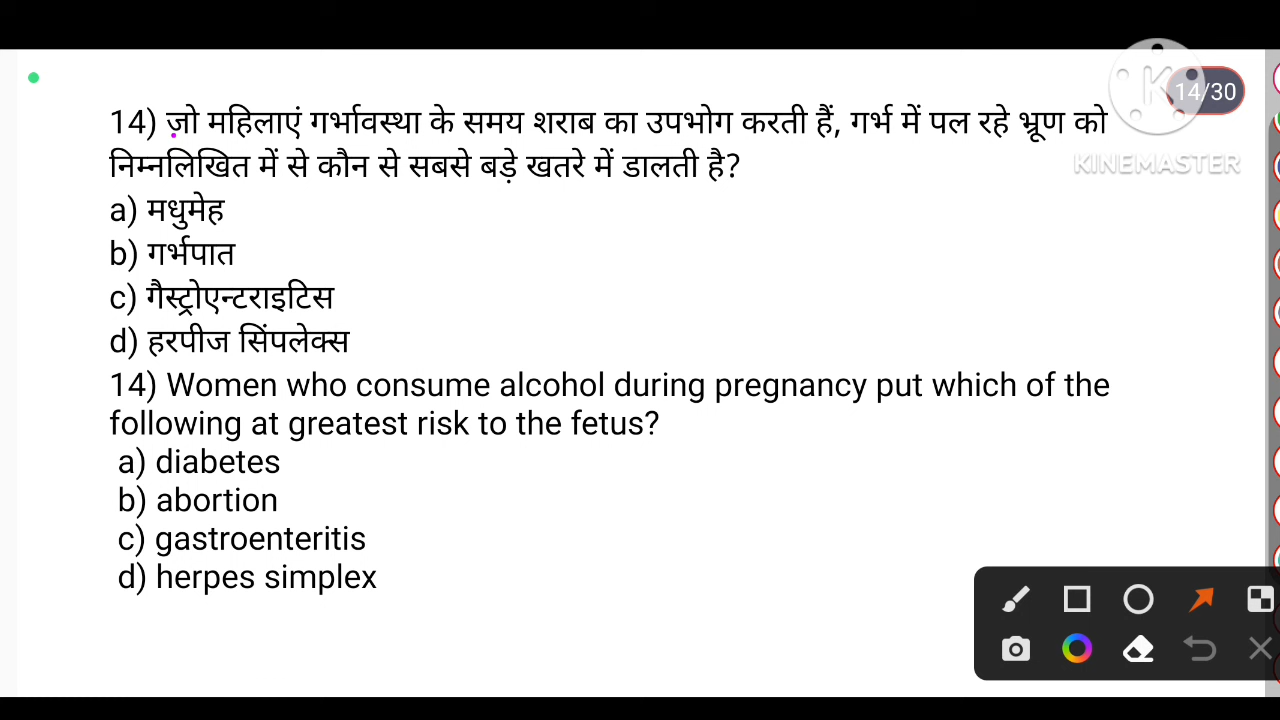 14/30
KINEMASTER
14) जो महिलाएं गर्भावस्था के समय शराब का उपभोग करती हैं, गर्भ में पल रहे भ्रूण को
निम्नलिखित में से कौन से सबसे बड़े खतरे में डालती है?
a) मधुमेह
b) गर्भपात
c) गैस्ट्रोएन्टराइटिस
d) हरपीज सिंपलेक्स
14) Women who consume alcohol during pregnancy put which of the
following at greatest risk to the fetus?
a) diabetes
b) abortion
c) gastroenteritis
d) herpes simplex